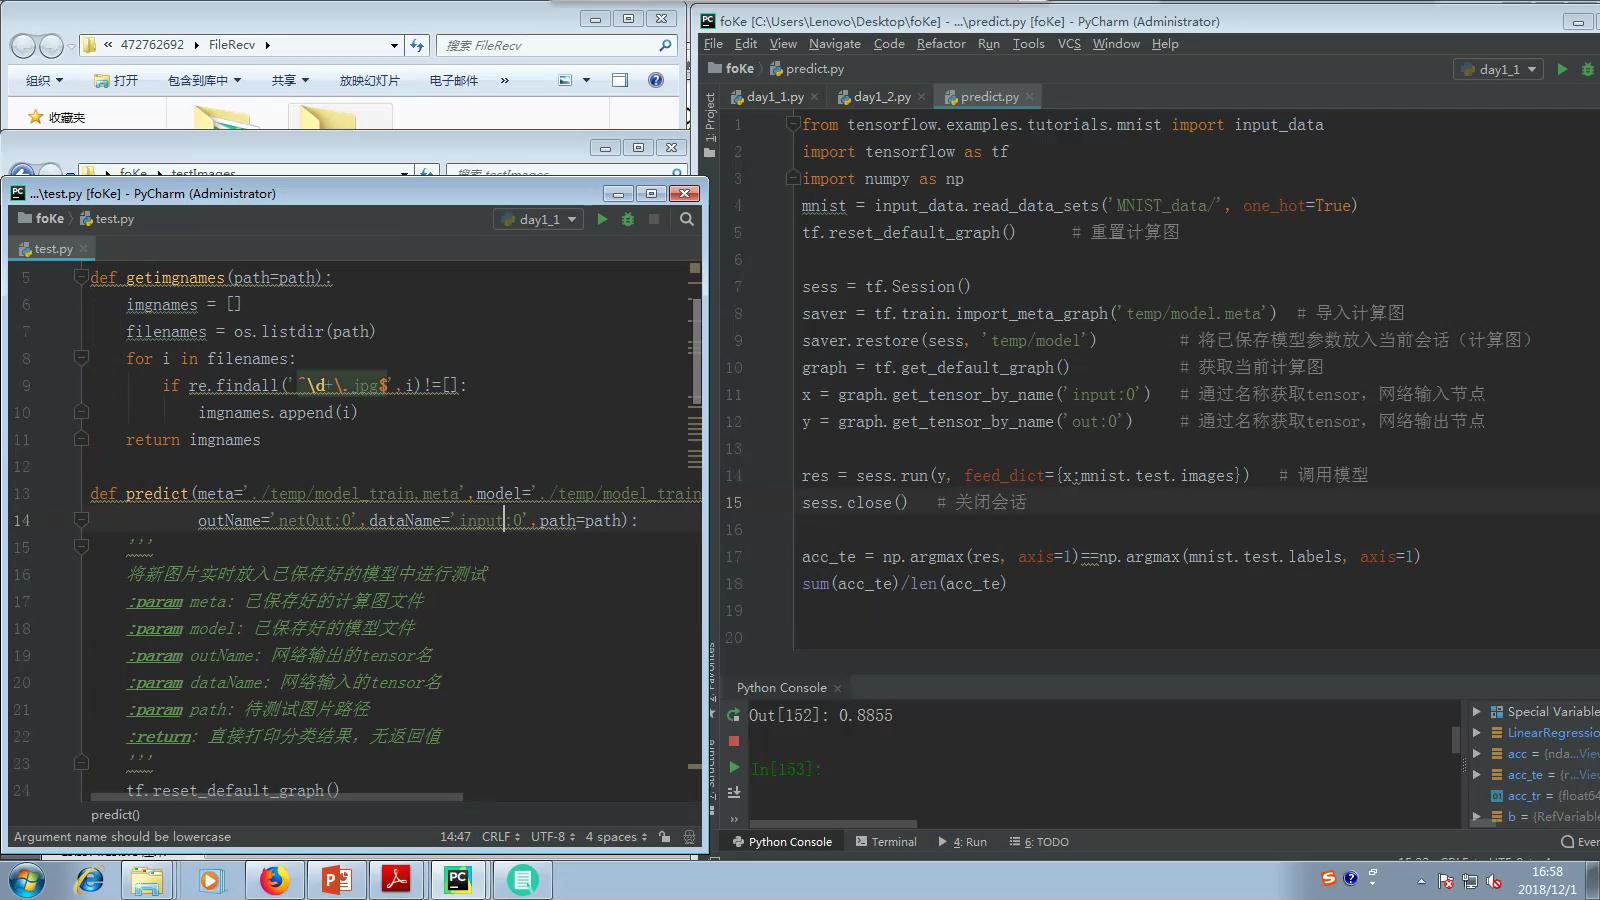 « 472762692 ▸ FileRecv ▸
搜索 FileRecv
组织 打开 包含到库中 共享 放映幻灯片 电子邮件 »
收藏夹
foKe ▸ testImages
搜索 testImages
...\test.py [foKe] - PyCharm (Administrator)
foKe test.py
day1_1
test.py
5 def getimgnames(path=path):
6 imgnames = []
7 filenames = os.listdir(path)
8 for i in filenames:
9 if re.findall('^\d+\.jpg$',i)!=[]:
10 imgnames.append(i)
11 return imgnames
12
13 def predict(meta='./temp/model_train.meta',model='./temp/model_train
14 outName='netOut:0',dataName='input:0',path=path):
15 '''
16 将新图片实时放入已保存好的模型中进行测试
17 :param meta: 已保存好的计算图文件
18 :param model: 已保存好的模型文件
19 :param outName: 网络输出的tensor名
20 :param dataName: 网络输入的tensor名
21 :param path: 待测试图片路径
22 :return: 直接打印分类结果，无返回值
23 '''
24 tf.reset_default_graph()
predict()
Argument name should be lowercase
14:47 CRLF UTF-8 4 spaces
foKe [C:\Users\Lenovo\Desktop\foKe] - ...\predict.py [foKe] - PyCharm (Administrator)
File Edit View Navigate Code Refactor Run Tools VCS Window Help
foKe predict.py
day1_1
1: Project
day1_1.py day1_2.py predict.py
1 from tensorflow.examples.tutorials.mnist import input_data
2 import tensorflow as tf
3 import numpy as np
4 mnist = input_data.read_data_sets('MNIST_data/', one_hot=True)
5 tf.reset_default_graph() # 重置计算图
6
7 sess = tf.Session()
8 saver = tf.train.import_meta_graph('temp/model.meta') # 导入计算图
9 saver.restore(sess, 'temp/model') # 将已保存模型参数放入当前会话（计算图）
10 graph = tf.get_default_graph() # 获取当前计算图
11 x = graph.get_tensor_by_name('input:0') # 通过名称获取tensor，网络输入节点
12 y = graph.get_tensor_by_name('out:0') # 通过名称获取tensor，网络输出节点
13
14 res = sess.run(y, feed_dict={x:mnist.test.images}) # 调用模型
15 sess.close() # 关闭会话
16
17 acc_te = np.argmax(res, axis=1)==np.argmax(mnist.test.labels, axis=1)
18 sum(acc_te)/len(acc_te)
19
20
Python Console
Out[152]: 0.8855
In[153]:
Special Variable
LinearRegressio
acc = {nda...View
acc_te = {r...View
acc_tr = {float64
b = {RefVariable
Python Console Terminal 4: Run 6: TODO Even
16:58
2018/12/1